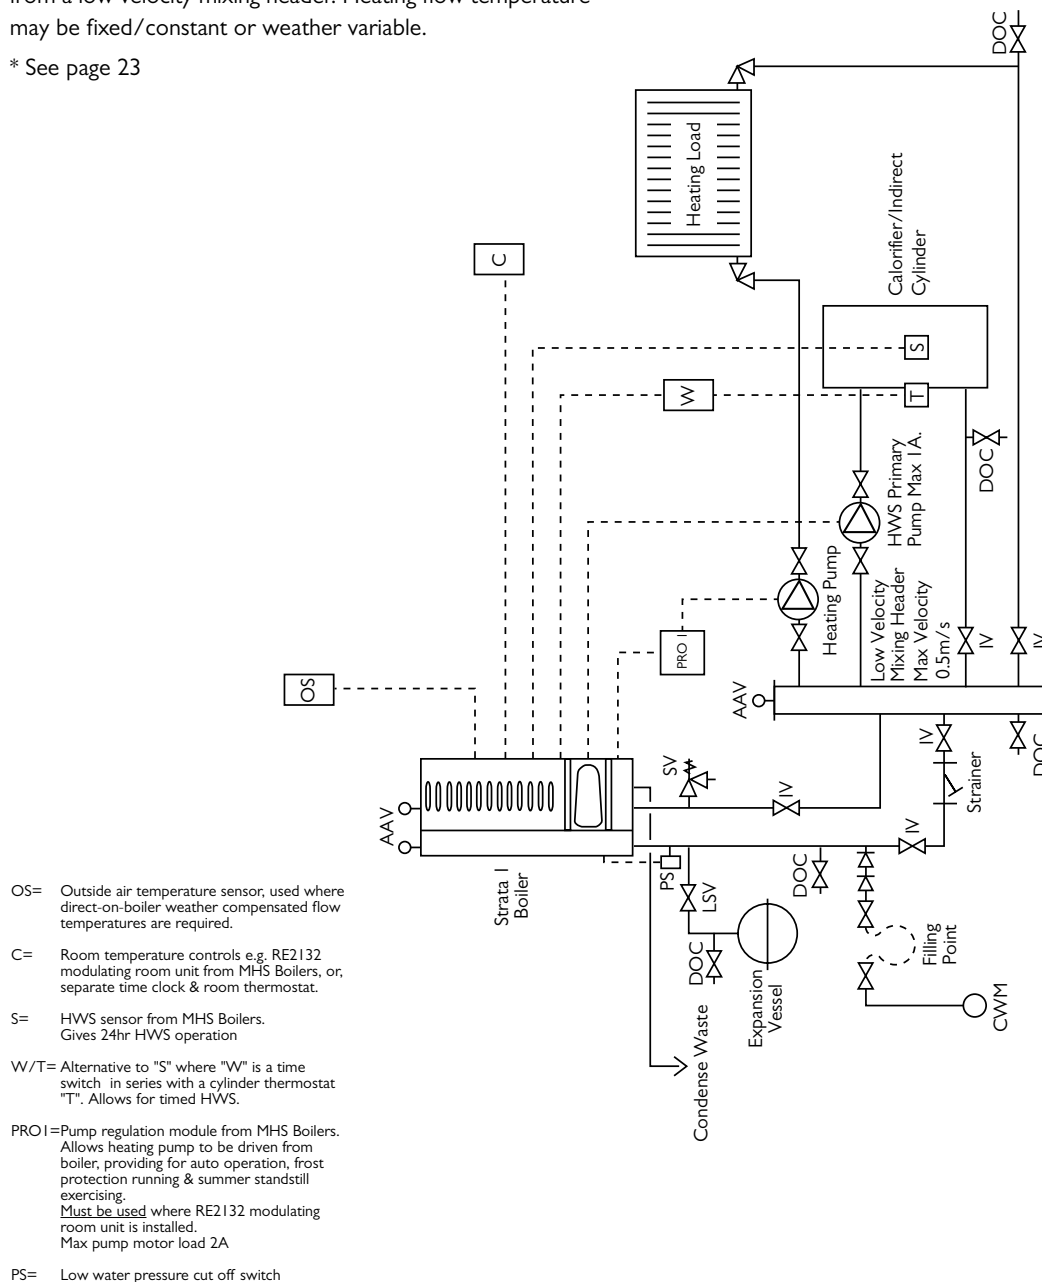 from a low velocity mixing header. Heating flow temperature
may be fixed/constant or weather variable.
* See page 23
DOC
Heating Load
Calorifier/Indirect
Cylinder
C
S
W
T
DOC
HWS Primary
Pump Max 1A.
Heating Pump
Low Velocity
Mixing Header
Max Velocity
0.5m/s
IV
IV
PRO1
OS
AAV
AAV
SV
IV
IV
DOC
Strainer
IV
PS
LSV
DOC
DOC
Strata 1
Boiler
Filling
Point
Expansion
Vessel
CWM
Condense Waste
OS= Outside air temperature sensor, used where
direct-on-boiler weather compensated flow
temperatures are required.
C= Room temperature controls e.g. RE2132
modulating room unit from MHS Boilers, or,
separate time clock & room thermostat.
S= HWS sensor from MHS Boilers.
Gives 24hr HWS operation
W/T= Alternative to "S" where "W" is a time
switch in series with a cylinder thermostat
"T". Allows for timed HWS.
PRO1=Pump regulation module from MHS Boilers.
Allows heating pump to be driven from
boiler, providing for auto operation, frost
protection running & summer standstill
exercising.
Must be used where RE2132 modulating
room unit is installed.
Max pump motor load 2A
PS= Low water pressure cut off switch